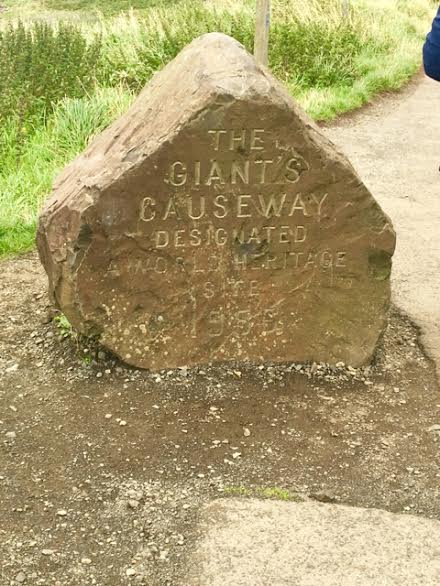 THE
GIANT'S
CAUSEWAY
DESIGNATED
A WORLD HERITAGE
SITE
1986